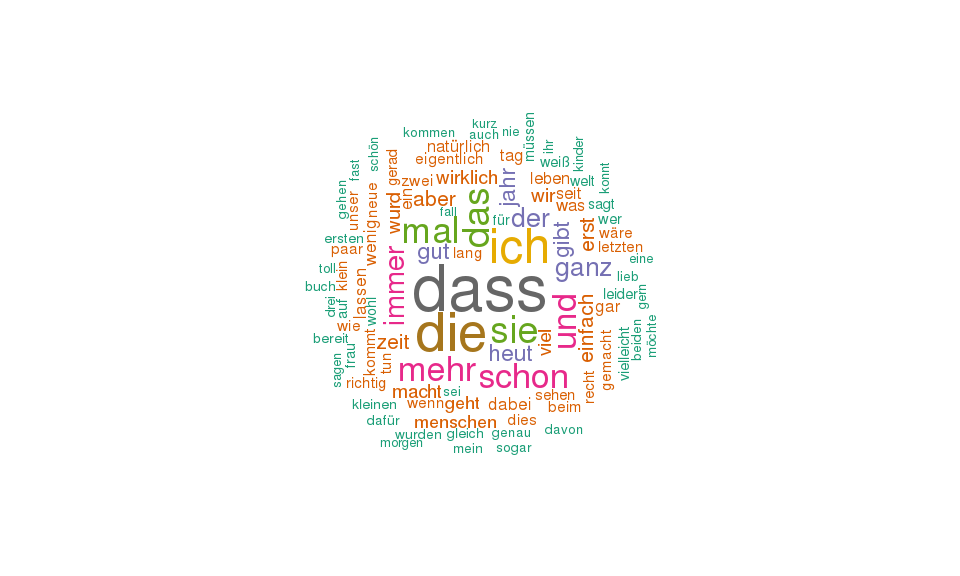 kurz
kommen
auch
nie
müssen
natürlich
ihr
schön
gerad
eigentlich
tag
weiß
kinder
fast
zwei
wirklich
jahr
leben
welt
konnt
gehen
unser
neue
wurd
ein
aber
das
wir
seit
was
sagt
fall
für
der
wer
ersten
wenig
mal
ich
gibt
erst
wäre
paar
gut
lang
letzten
toll
klein
immer
ganz
eine
lieb
buch
lassen
dass
leider
gern
drei
auf
wohl
und
einfach
gar
wie
die
sie
bereit
frau
kommt
zeit
heut
viel
gemacht
vielleicht
beiden
möchte
tun
mehr
schon
sagen
richtig
macht
sei
sehen
recht
kleinen
wenn
geht
dabei
beim
dafür
menschen
dies
wurden
gleich
genau
davon
morgen
mein
sogar